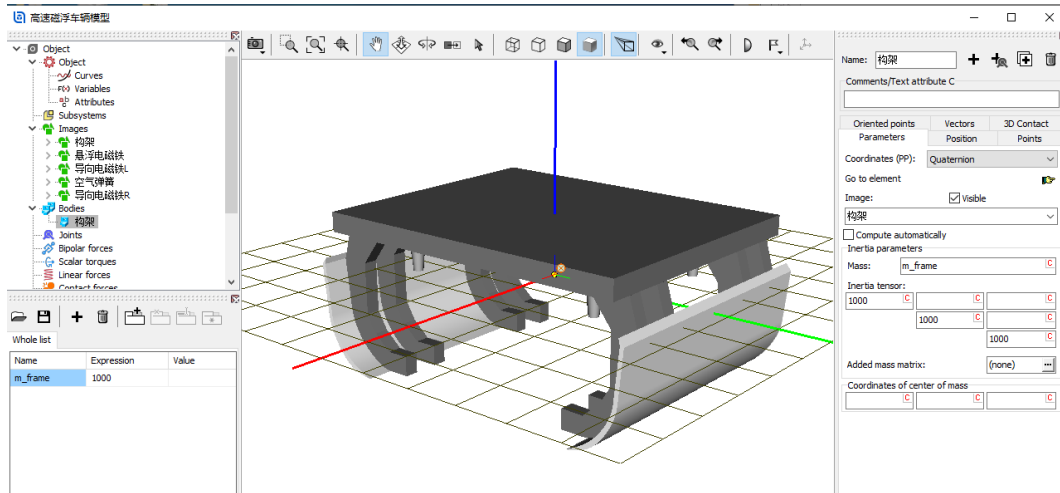 高速磁浮车辆模型
Object
Object
Curves
Variables
Attributes
Subsystems
Images
构架
悬浮电磁铁
导向电磁铁L
空气弹簧
导向电磁铁R
Bodies
构架
Joints
Bipolar forces
Scalar torques
Linear forces
Contact forces
Whole list
Name Expression Value
m_frame 1000
Name: 构架
Comments/Text attribute C
Oriented points Vectors 3D Contact
Parameters Position Points
Coordinates (PP): Quaternion
Go to element
Image: Visible
构架
Compute automatically
Inertia parameters
Mass: m_frame C
Inertia tensor:
1000 C C C
1000 C C
1000 C
Added mass matrix: (none) ...
Coordinates of center of mass
C C C